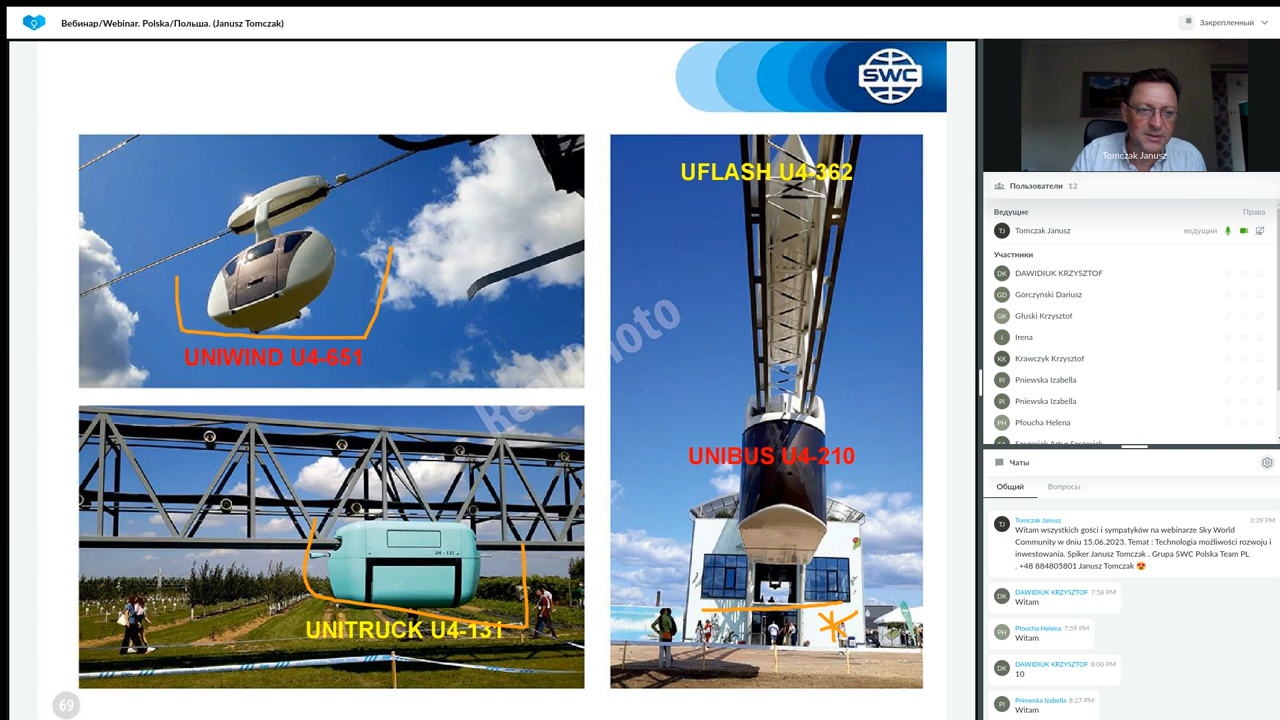 Вебинар/Webinar. Polska/Польша. (Janusz Tomczak)
Закрепленный
SWC
UFLASH U4-362
UNIWIND U4-651
UNIBUS U4-210
UNITRUCK U4-131
69
Tomczak Janusz
Пользователи 12
Ведущие Права
TJ Tomczak Janusz ведущий
Участники
DK DAWIDIUK KRZYSZTOF
GD Górczyński Dariusz
GK Głuski Krzysztof
I Irena
KK Krawczyk Krzysztof
PI Pniewska Izabella
PI Pniewska Izabella
PH Płoucha Helena
Чаты
Общий Вопросы
TJ Tomczak Janusz 3:39 PM
Witam wszystkich gości i sympatyków na webinarze Sky World
Community w dniu 15.06.2023. Temat : Technologia możliwości rozwoju i
inwestowania. Spiker Janusz Tomczak . Grupa SWC Polska Team PL
. +48 884805801 Janusz Tomczak 😍
DK DAWIDIUK KRZYSZTOF 7:58 PM
Witam
PH Płoucha Helena 7:59 PM
Witam
DK DAWIDIUK KRZYSZTOF 8:00 PM
10
PI Pniewska Izabella 8:27 PM
Witam